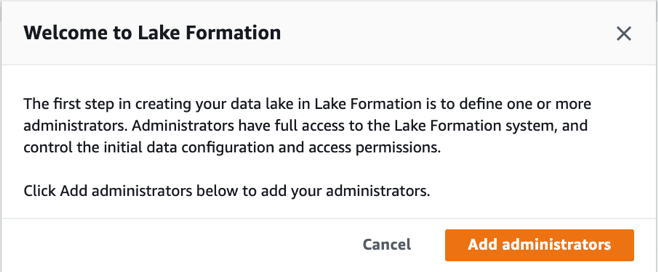 Welcome to Lake Formation
The first step in creating your data lake in Lake Formation is to define one or more
administrators. Administrators have full access to the Lake Formation system, and
control the initial data configuration and access permissions.
Click Add administrators below to add your administrators.
Cancel
Add administrators